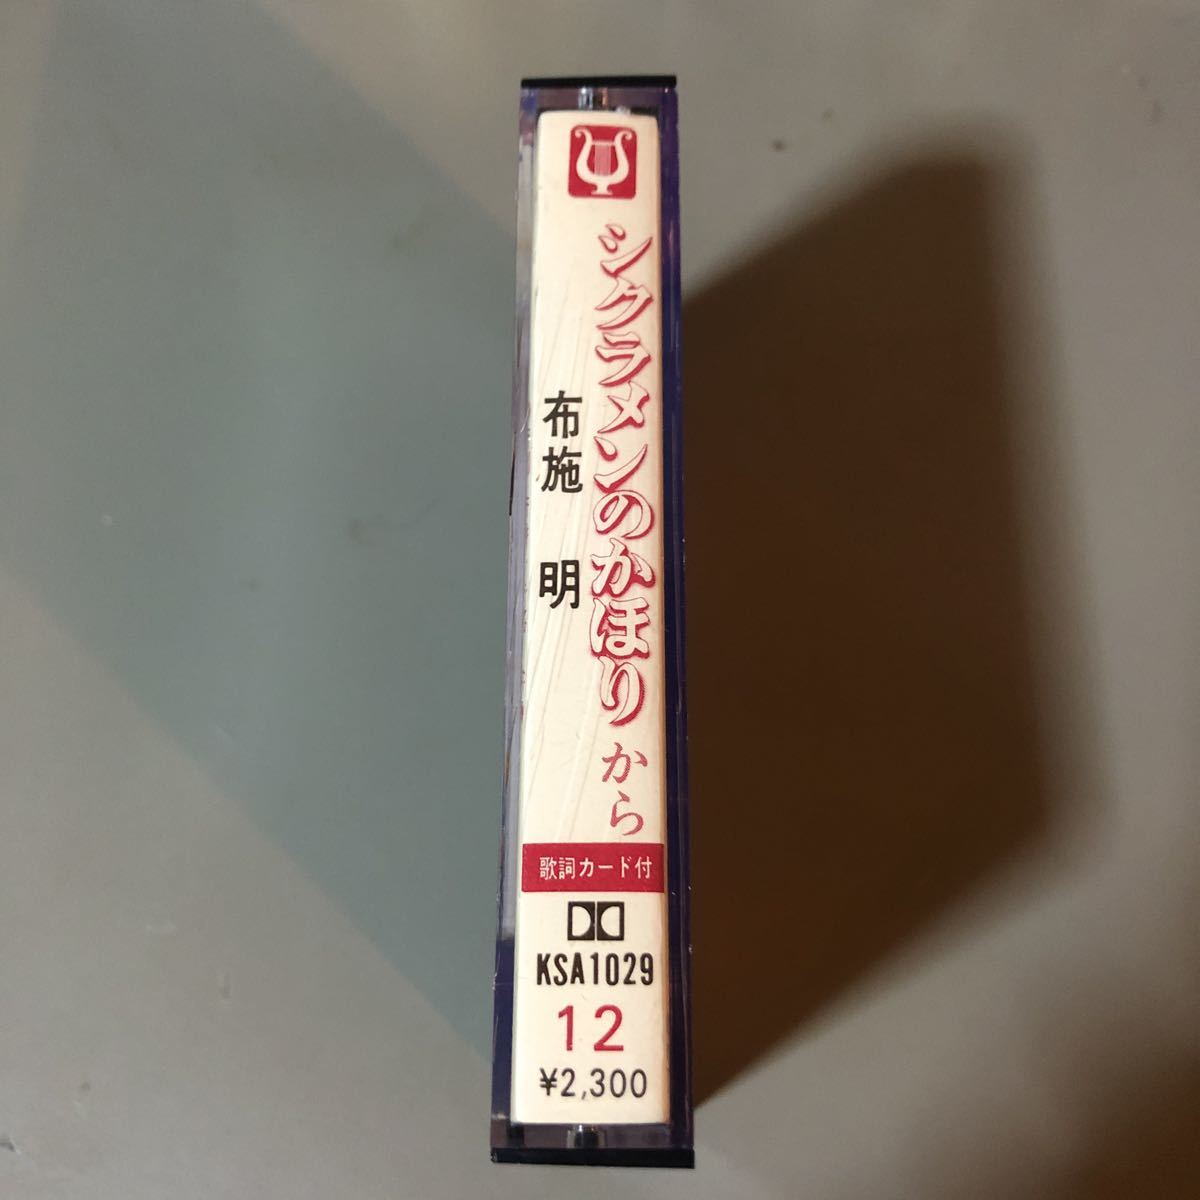 シクラメンのかほりから
布施 明
歌詞カード付
KSA1029
12
¥2,300